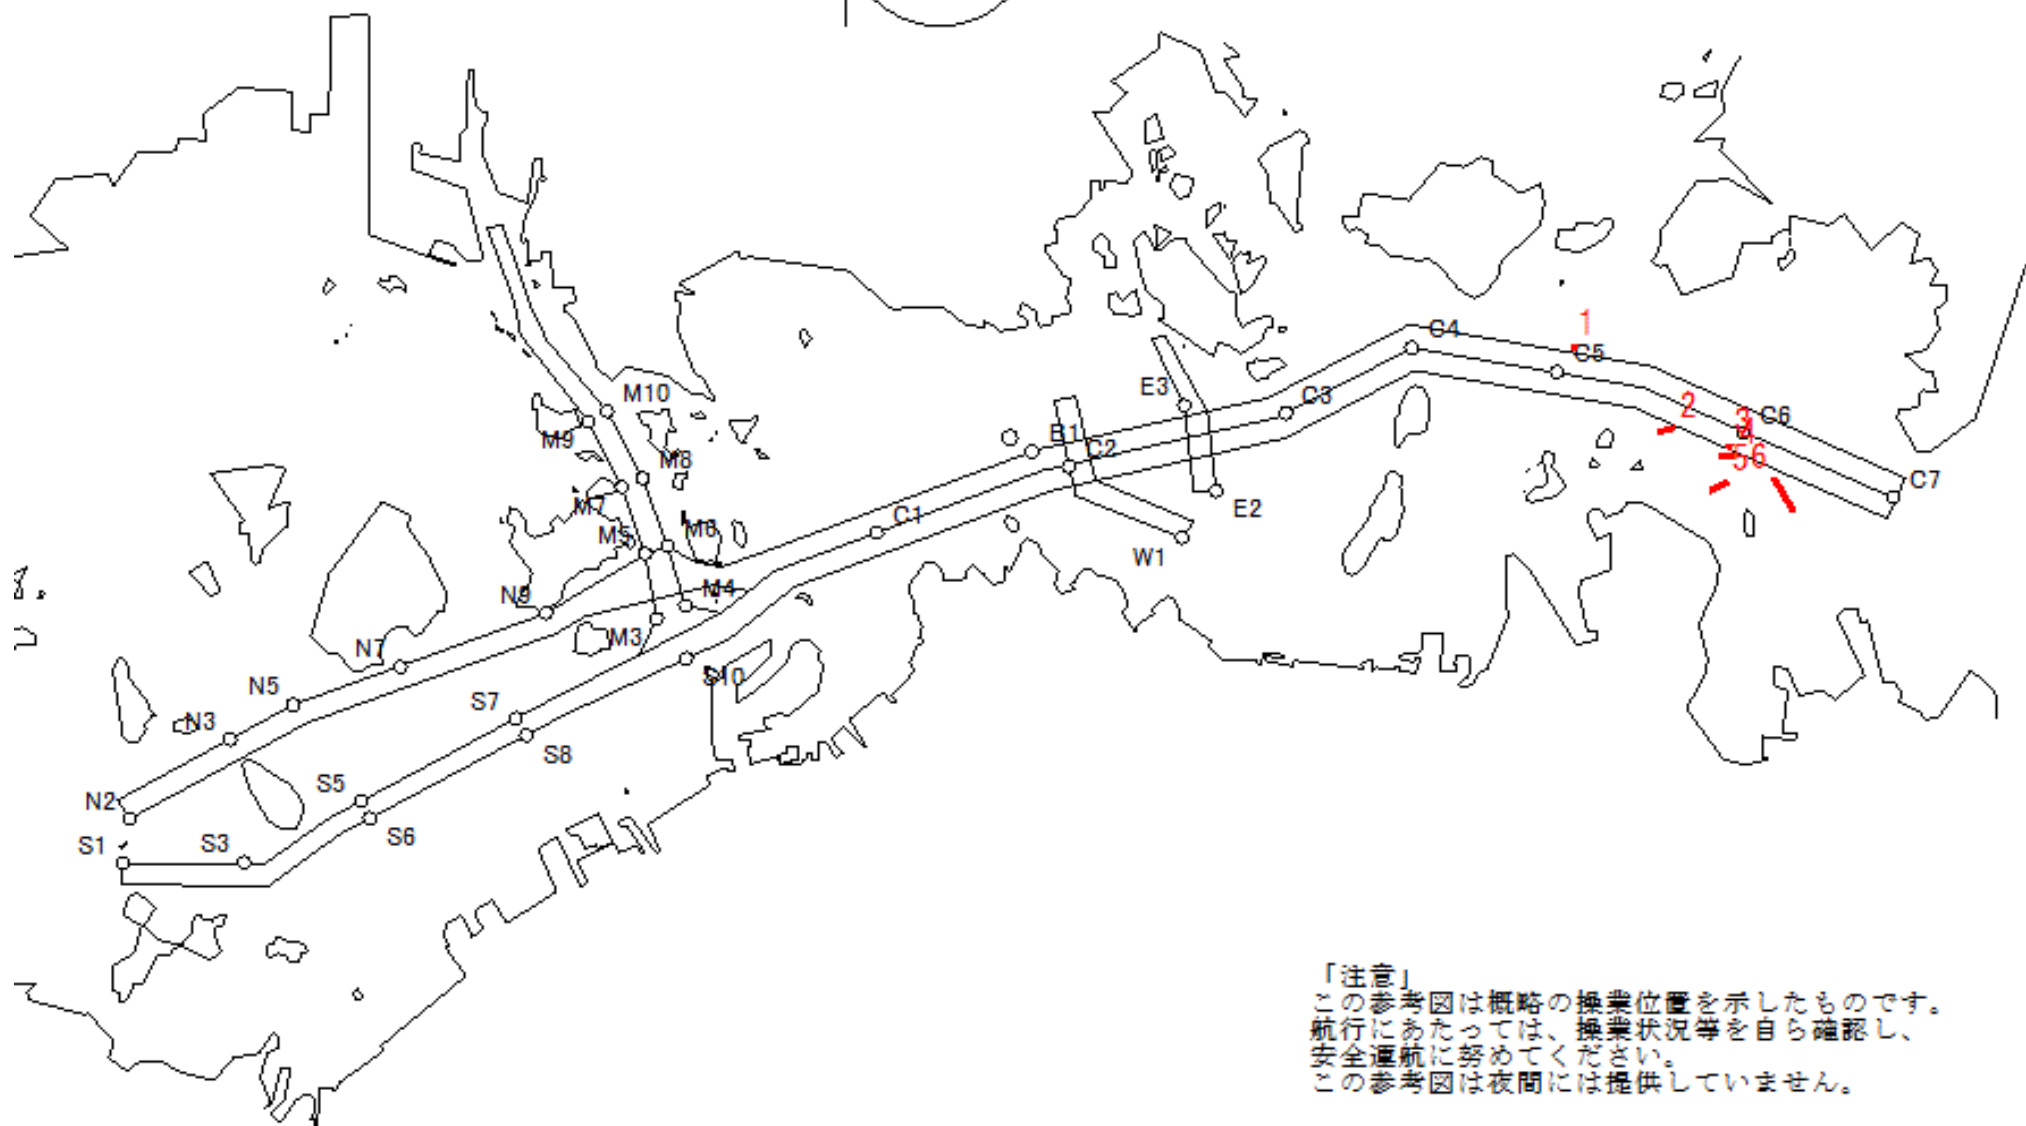 1
C4
C5
M10
E3
C3
2
3
C6
4
M9
B1
C2
5
6
M8
C7
M7
E2
C1
M5
M6
W1
N9
M4
M3
N7
S10
N5
S7
N3
S8
S5
N2
S6
S1
S3
「注意」
この参考図は概略の操業位置を示したものです。
航行にあたっては、操業状況等を自ら確認し、
安全運航に努めてください。
この参考図は夜間には提供していません。